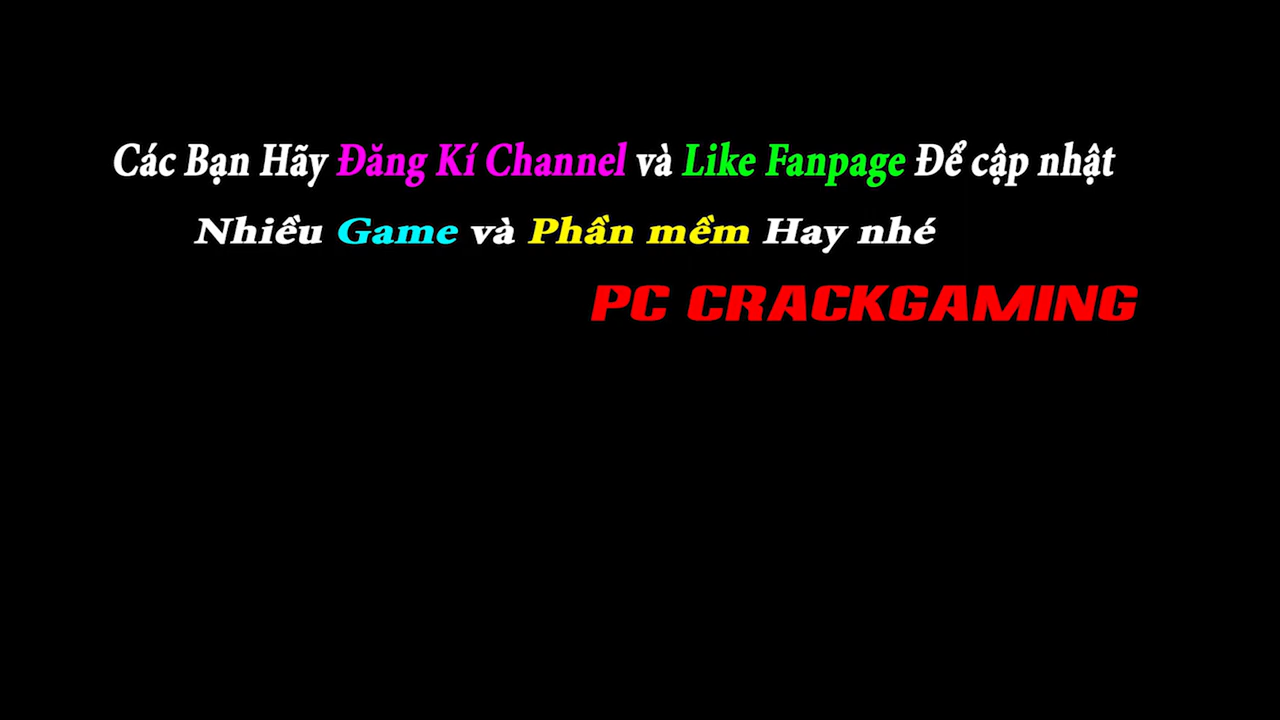 Các Bạn Hãy Đăng Kí Channel và Like Fanpage Để cập nhật
Nhiều Game và Phần mềm Hay nhé
PC CRACKGAMING